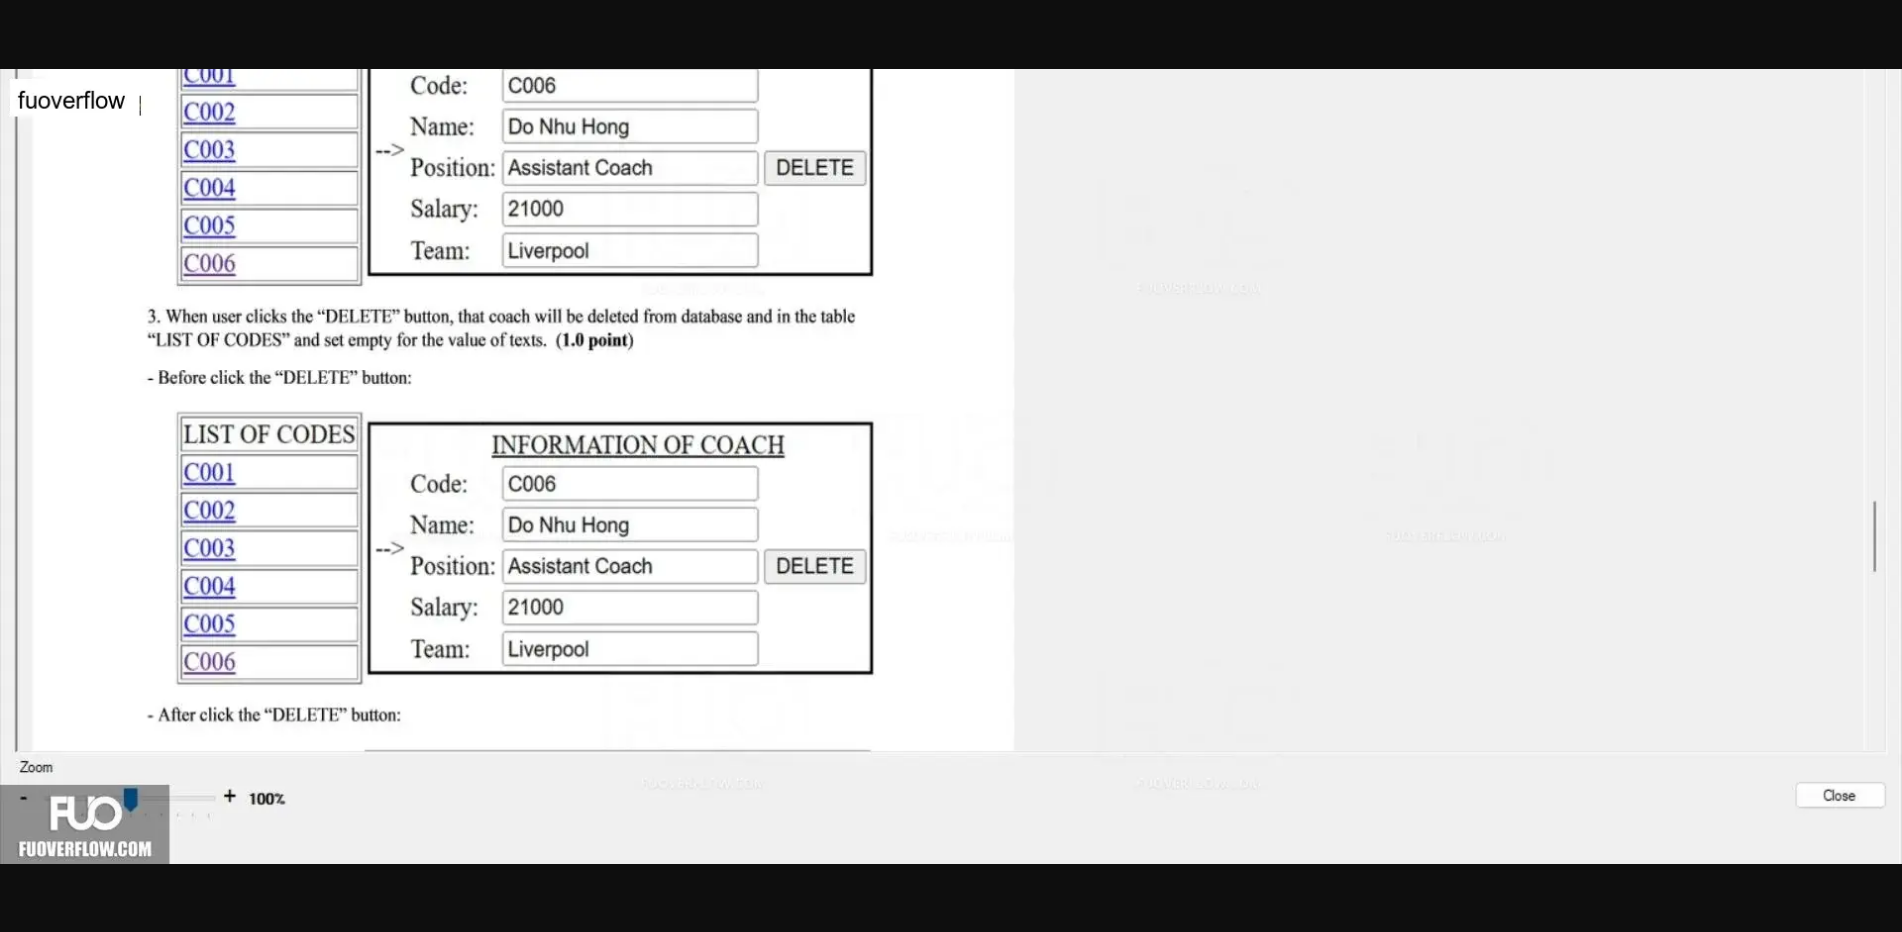 fuoverflow
C001
C002
C003
C004
C005
C006
Code: C006
Name: Do Nhu Hong
-->
Position: Assistant Coach DELETE
Salary: 21000
Team: Liverpool
3. When user clicks the “DELETE” button, that coach will be deleted from database and in the table
“LIST OF CODES” and set empty for the value of texts. (1.0 point)
- Before click the “DELETE” button:
LIST OF CODES
C001
C002
C003
C004
C005
C006
INFORMATION OF COACH
Code: C006
Name: Do Nhu Hong
-->
Position: Assistant Coach DELETE
Salary: 21000
Team: Liverpool
- After click the “DELETE” button:
Zoom
- + 100%
Close
FUO
FUOVERFLOW.COM